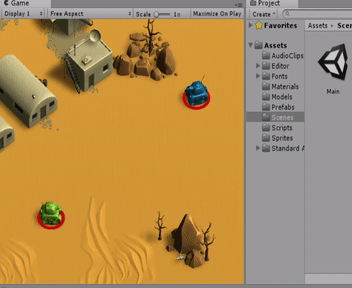 Game
Display 1 Free Aspect Scale 1x Maximize On Play
Project
Create
Favorites
Assets
AudioClips
Editor
Fonts
Materials
Models
Prefabs
Scenes
Scripts
Sprites
Standard A
Assets Scen
Main